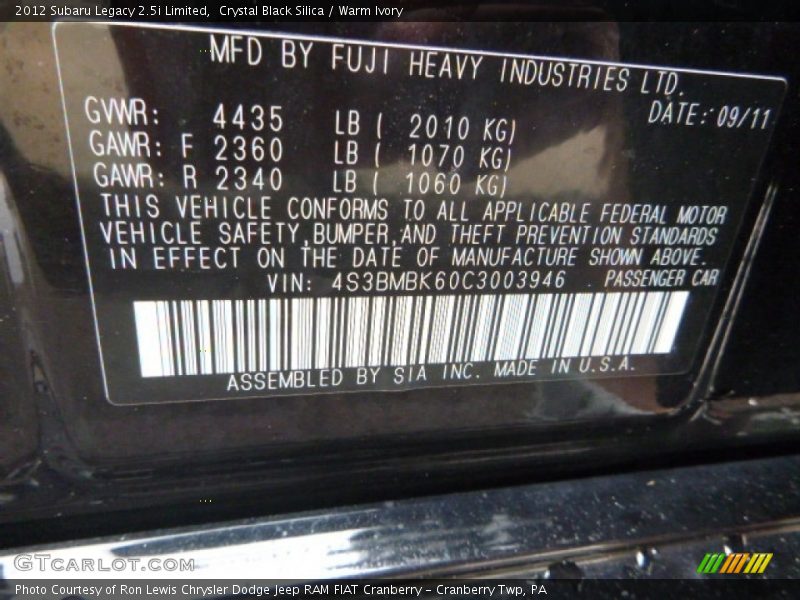 2012 Subaru Legacy 2.5i Limited, Crystal Black Silica / Warm Ivory
MFD BY FUJI HEAVY INDUSTRIES LTD.
DATE: 09/11
GVWR: 4435 LB ( 2010 KG)
GAWR: F 2360 LB ( 1070 KG)
GAWR: R 2340 LB ( 1060 KG)
THIS VEHICLE CONFORMS TO ALL APPLICABLE FEDERAL MOTOR
VEHICLE SAFETY,BUMPER,AND THEFT PREVENTION STANDARDS
IN EFFECT ON THE DATE OF MANUFACTURE SHOWN ABOVE.
VIN: 4S3BMBK60C3003946 PASSENGER CAR
ASSEMBLED BY SIA INC. MADE IN U.S.A.
GTCARLOT.COM
Photo Courtesy of Ron Lewis Chrysler Dodge Jeep RAM FIAT Cranberry – Cranberry Twp, PA